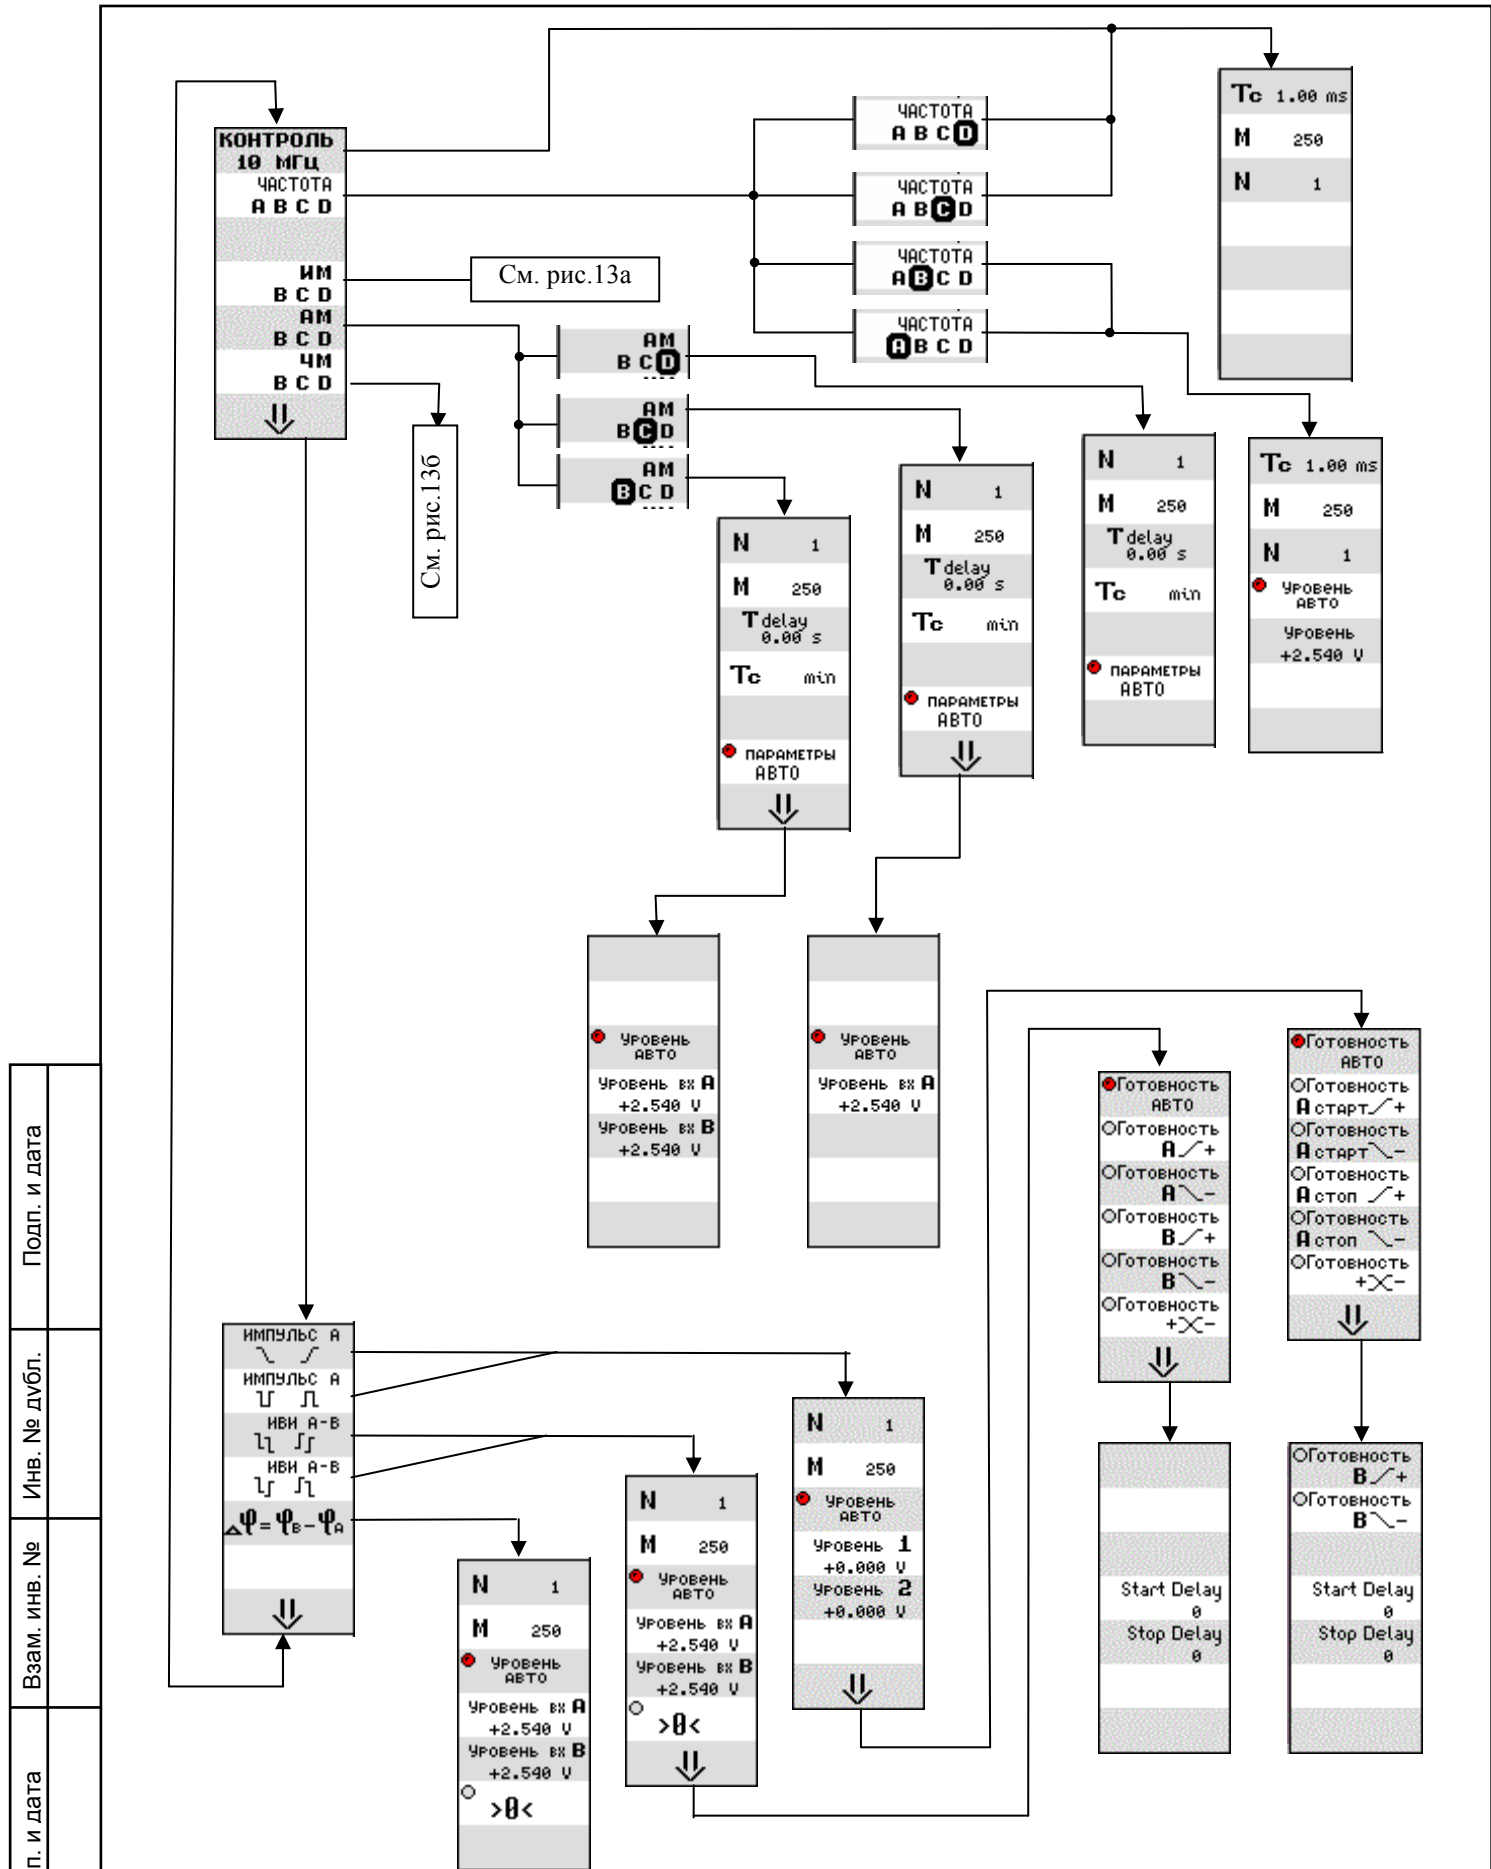 КОНТРОЛЬ
10 МГц
ЧАСТОТА
A B C D
ИМ
B C D
АМ
B C D
ЧМ
B C D
См. рис.13а
См. рис.13б
ЧАСТОТА
A B C D
ЧАСТОТА
A B C D
ЧАСТОТА
A B C D
ЧАСТОТА
A B C D
Tc 1.00 ms
M 250
N 1
АМ
B C D
АМ
B C D
АМ
B C D
N 1
M 250
T delay
0.00 s
Tc min
ПАРАМЕТРЫ
АВТО
N 1
M 250
T delay
0.00 s
Tc min
ПАРАМЕТРЫ
АВТО
N 1
M 250
T delay
0.00 s
Tc min
ПАРАМЕТРЫ
АВТО
Tc 1.00 ms
M 250
N 1
Уровень
АВТО
Уровень
+2.540 V
Уровень
АВТО
Уровень вх A
+2.540 V
Уровень вх B
+2.540 V
Уровень
АВТО
Уровень вх A
+2.540 V
Готовность
АВТО
Готовность
A +
Готовность
A -
Готовность
B +
Готовность
B -
Готовность
+ -
Готовность
АВТО
Готовность
A старт +
Готовность
A старт -
Готовность
A стоп +
Готовность
A стоп -
Готовность
+ -
ИМПУЛЬС A
ИМПУЛЬС A
ИВИ A-B
ИВИ A-B
△φ=φB-φA
N 1
M 250
Уровень
АВТО
Уровень вх A
+2.540 V
Уровень вх B
+2.540 V
>0<
N 1
M 250
Уровень
АВТО
Уровень вх A
+2.540 V
Уровень вх B
+2.540 V
>0<
N 1
M 250
Уровень
АВТО
Уровень 1
+0.000 V
Уровень 2
+0.000 V
Start Delay
0
Stop Delay
0
Готовность
B +
Готовность
B -
Start Delay
0
Stop Delay
0
Подп. и дата
Инв. № дубл.
Взам. инв. №
п. и дата